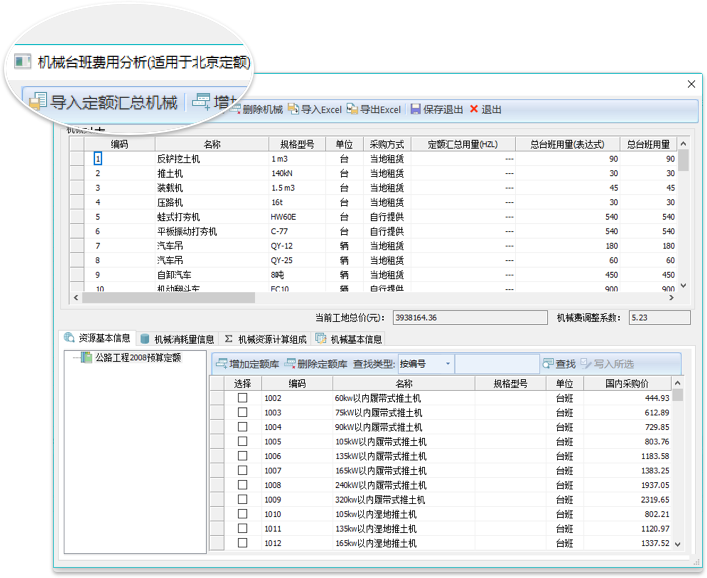 机械台班费用分析(适用于北京定额)
导入定额汇总机械 增加
删除机械 导入Excel 导出Excel 保存退出 退出
编码 名称 规格型号 单位 采购方式 定额汇总用量(HZL) 总台班用量(表达式) 总台班用量
1 反铲挖土机 1 m3 台 当地租赁 --- 90 90
2 推土机 140kN 台 当地租赁 --- 30 30
3 装载机 1.5 m3 台 当地租赁 --- 45 45
4 压路机 16t 台 当地租赁 --- 30 30
5 蛙式打夯机 HW60E 台 自行提供 --- 540 540
6 平板振动打夯机 C-77 台 自行提供 --- 540 540
7 汽车吊 QY-12 辆 当地租赁 --- 180 180
8 汽车吊 QY-25 辆 当地租赁 --- 60 60
9 自卸汽车 8吨 辆 自行提供 --- 450 450
10 机动翻斗车 FC10 辆 自行提供 --- 900 900
当前工地总价(元): 3938164.36 机械费调整系数: 5.23
资源基本信息 机械消耗量信息 Σ 机械资源计算组成 机械基本信息
公路工程2008预算定额
增加定额库 删除定额库 查找类型: 按编号 查找 写入所选
选择 编码 名称 规格型号 单位 国内采购价
1002 60kw以内履带式推土机 台班 444.93
1003 75kW以内履带式推土机 台班 612.89
1004 90kw以内履带式推土机 台班 729.85
1005 105kW以内履带式推土机 台班 803.76
1006 135kW以内履带式推土机 台班 1183.58
1007 165kW以内履带式推土机 台班 1383.25
1008 240kW以内履带式推土机 台班 1937.05
1009 320kW以内履带式推土机 台班 2319.65
1010 105kw以内湿地推土机 台班 802.21
1011 135kw以内湿地推土机 台班 1120.97
1012 165kw以内湿地推土机 台班 1337.52